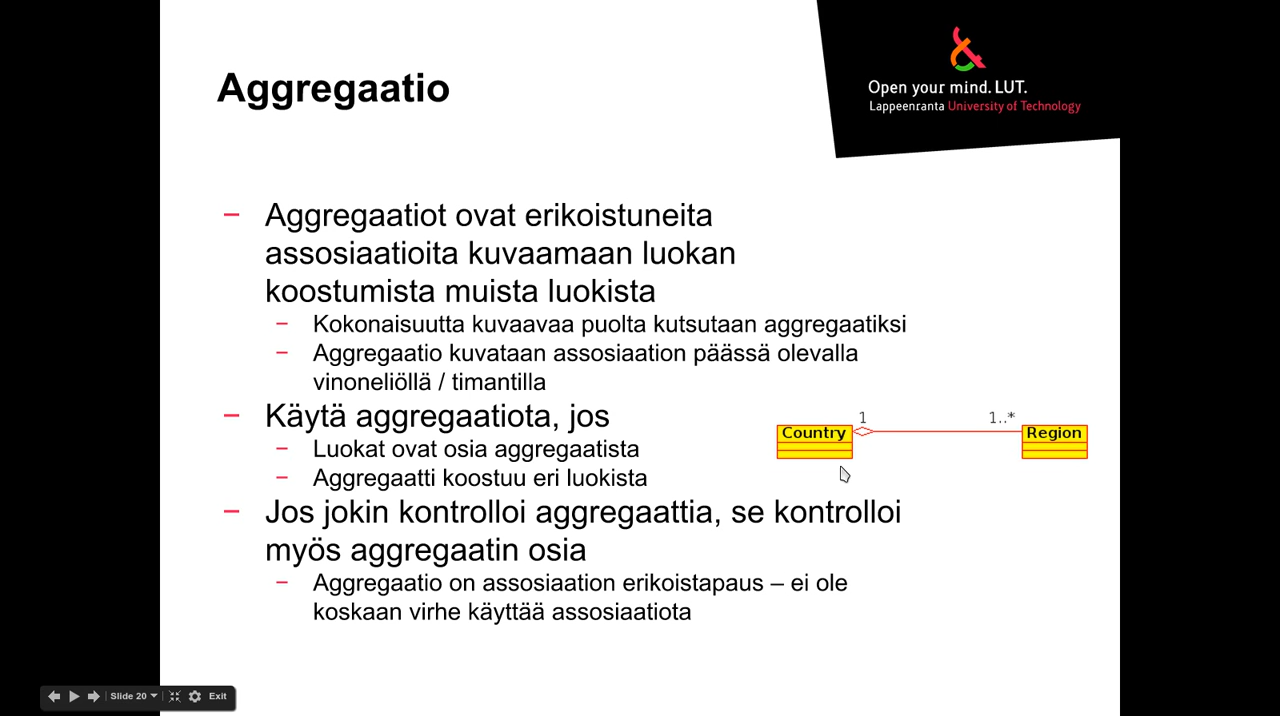 Aggregaatio
Open your mind. LUT.
Lappeenranta University of Technology
– Aggregaatiot ovat erikoistuneita
assosiaatioita kuvaamaan luokan
koostumista muista luokista
– Kokonaisuutta kuvaavaa puolta kutsutaan aggregaatiksi
– Aggregaatio kuvataan assosiaation päässä olevalla
vinoneliöllä / timantilla
– Käytä aggregaatiota, jos
– Luokat ovat osia aggregaatista
– Aggregaatti koostuu eri luokista
1 1..*
Country Region
– Jos jokin kontrolloi aggregaattia, se kontrolloi
myös aggregaatin osia
– Aggregaatio on assosiaation erikoistapaus – ei ole
koskaan virhe käyttää assosiaatiota
Slide 20 Exit